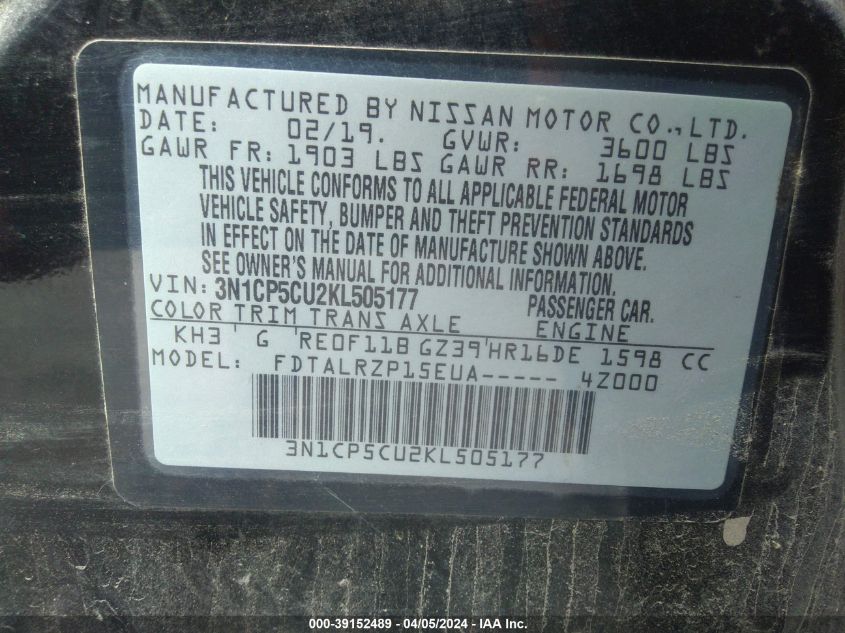 MANUFACTURED BY NISSAN MOTOR CO.,LTD.
DATE: 02/19. GVWR: 3600 LBS
GAWR FR: 1903 LBS GAWR RR: 1698 LBS
THIS VEHICLE CONFORMS TO ALL APPLICABLE FEDERAL MOTOR
VEHICLE SAFETY, BUMPER AND THEFT PREVENTION STANDARDS
IN EFFECT ON THE DATE OF MANUFACTURE SHOWN ABOVE.
SEE OWNER'S MANUAL FOR ADDITIONAL INFORMATION.
VIN: 3N1CP5CU2KL505177 PASSENGER CAR.
COLOR TRIM TRANS AXLE ENGINE
KH3 ' G 'RE0F11B GZ39'HR16DE 1598 CC
MODEL: FDTALRZP15EUA----- 4Z000
3N1CP5CU2KL505177
000-39152489 - 04/05/2024 - IAA Inc.